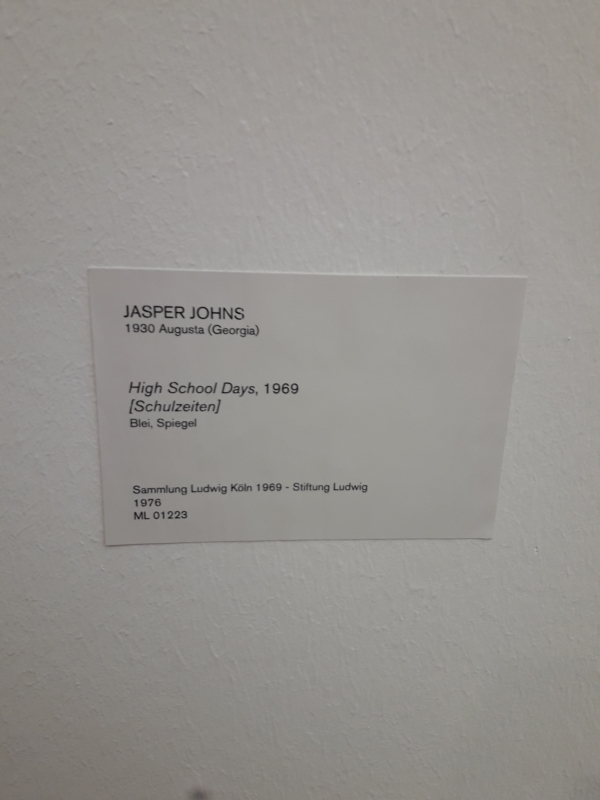 JASPER JOHNS
1930 Augusta (Georgia)
High School Days, 1969
[Schulzeiten]
Blei, Spiegel
Sammlung Ludwig Köln 1969 - Stiftung Ludwig
1976
ML 01223